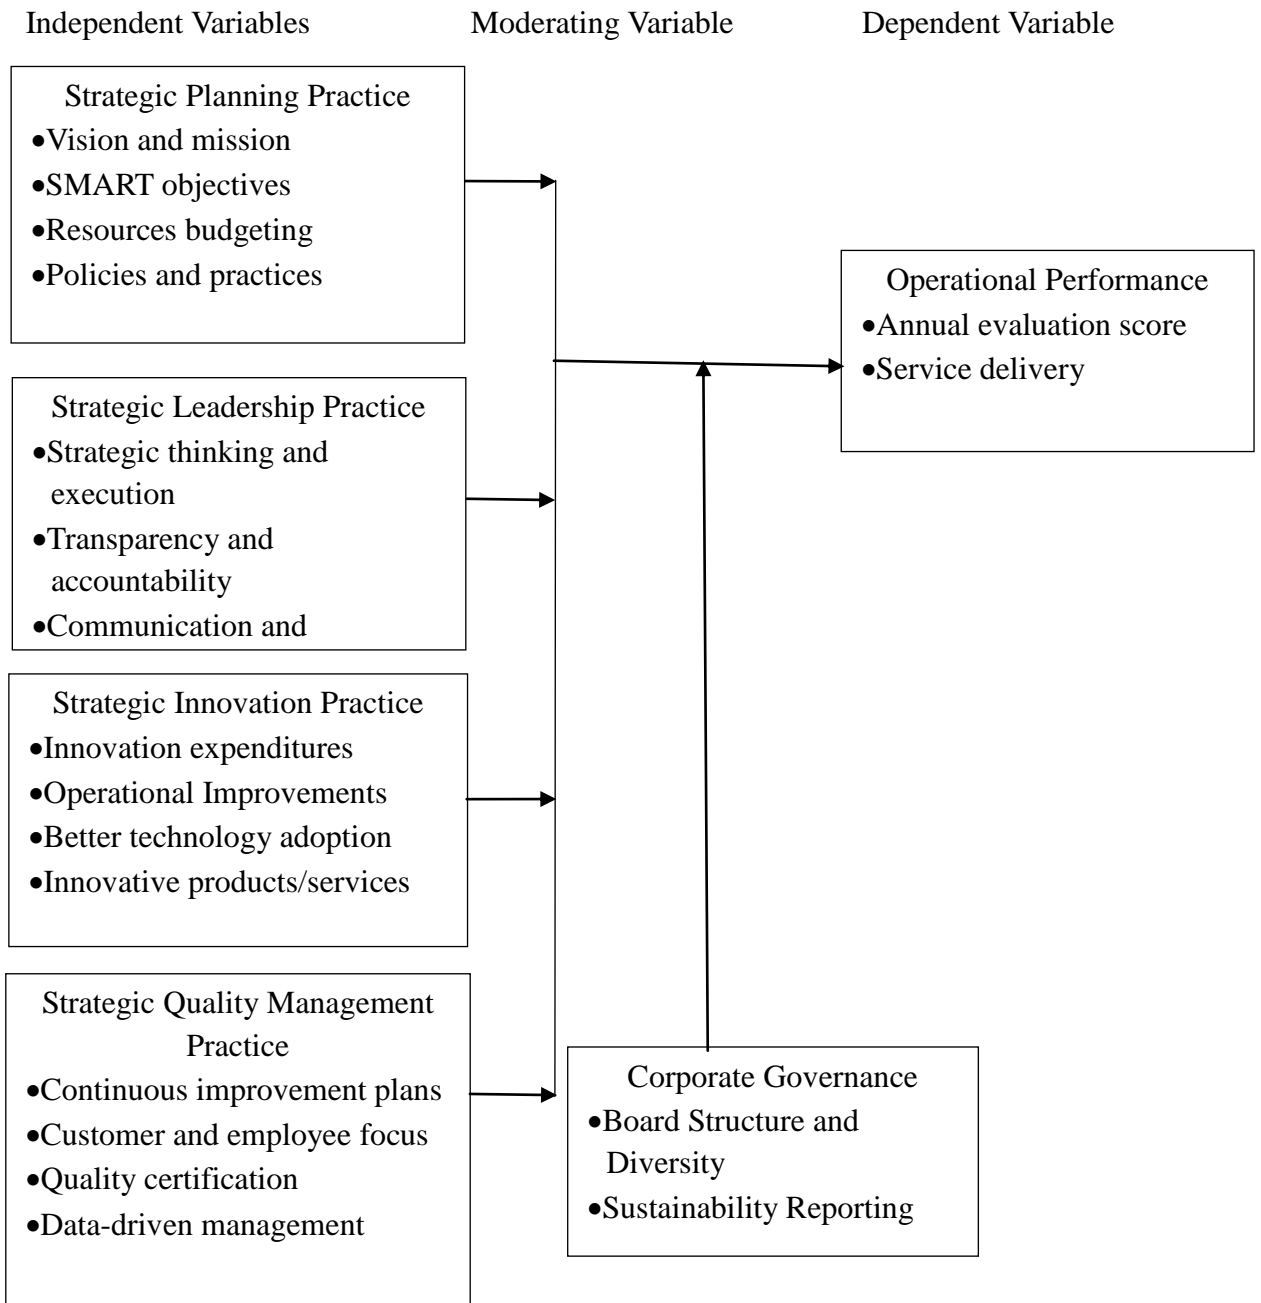 Independent Variables
Moderating Variable
Dependent Variable
Strategic Planning Practice
•Vision and mission
•SMART objectives
•Resources budgeting
•Policies and practices
Strategic Leadership Practice
•Strategic thinking and
execution
•Transparency and
accountability
•Communication and
Strategic Innovation Practice
•Innovation expenditures
•Operational Improvements
•Better technology adoption
•Innovative products/services
Strategic Quality Management
Practice
•Continuous improvement plans
•Customer and employee focus
•Quality certification
•Data-driven management
Corporate Governance
•Board Structure and
Diversity
•Sustainability Reporting
Operational Performance
•Annual evaluation score
•Service delivery